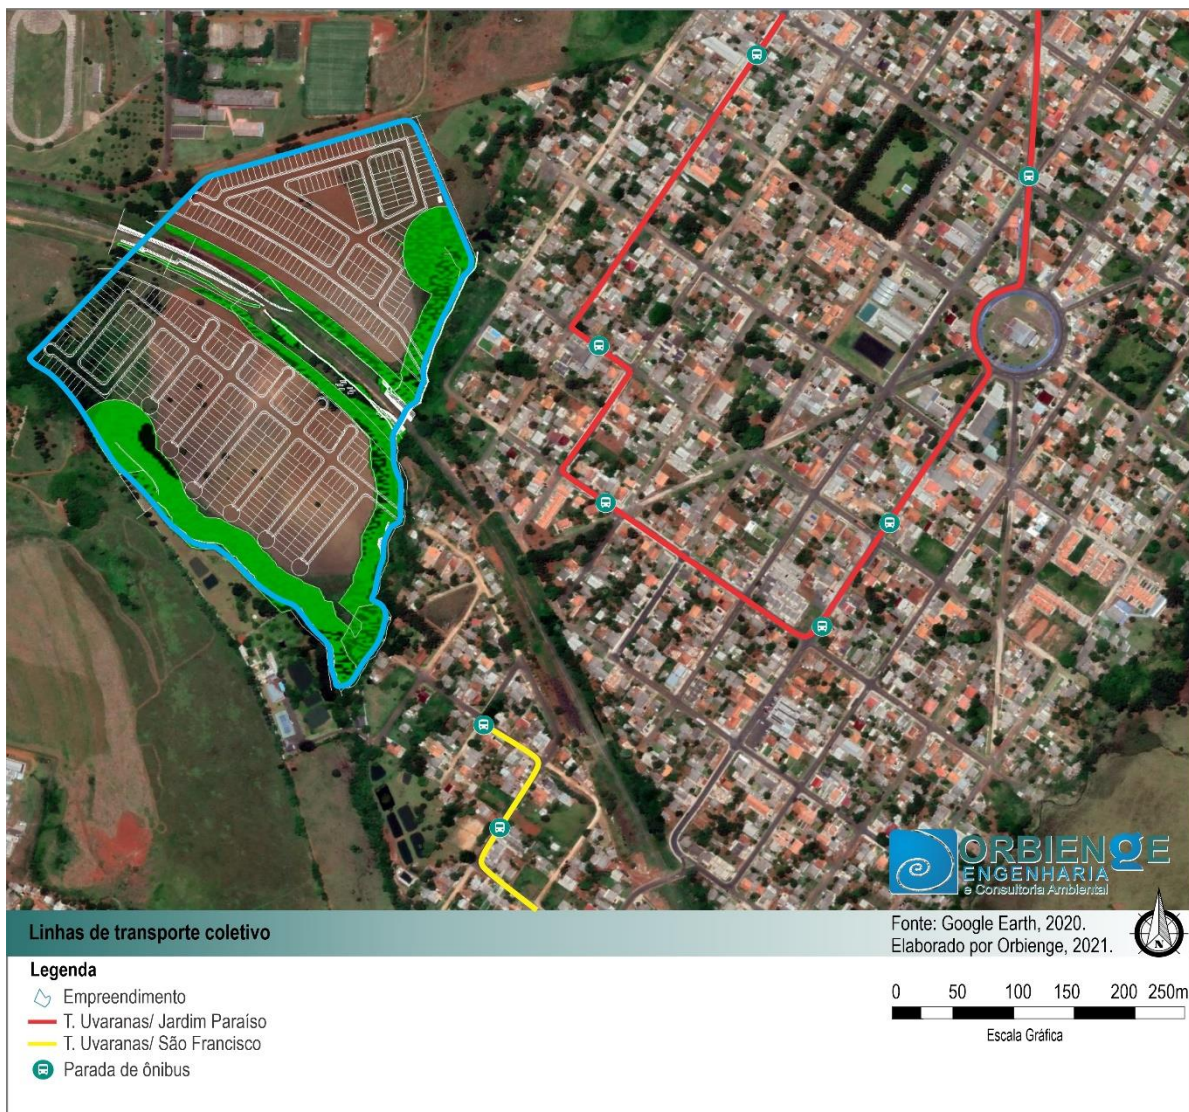 ORBIENGE
ENGENHARIA
e Consultoria Ambiental
Linhas de transporte coletivo
Fonte: Google Earth, 2020.
Elaborado por Orbienge, 2021.
N
Legenda
Empreendimento
T. Uvaranas/ Jardim Paraíso
T. Uvaranas/ São Francisco
Parada de ônibus
0 50 100 150 200 250m
Escala Gráfica